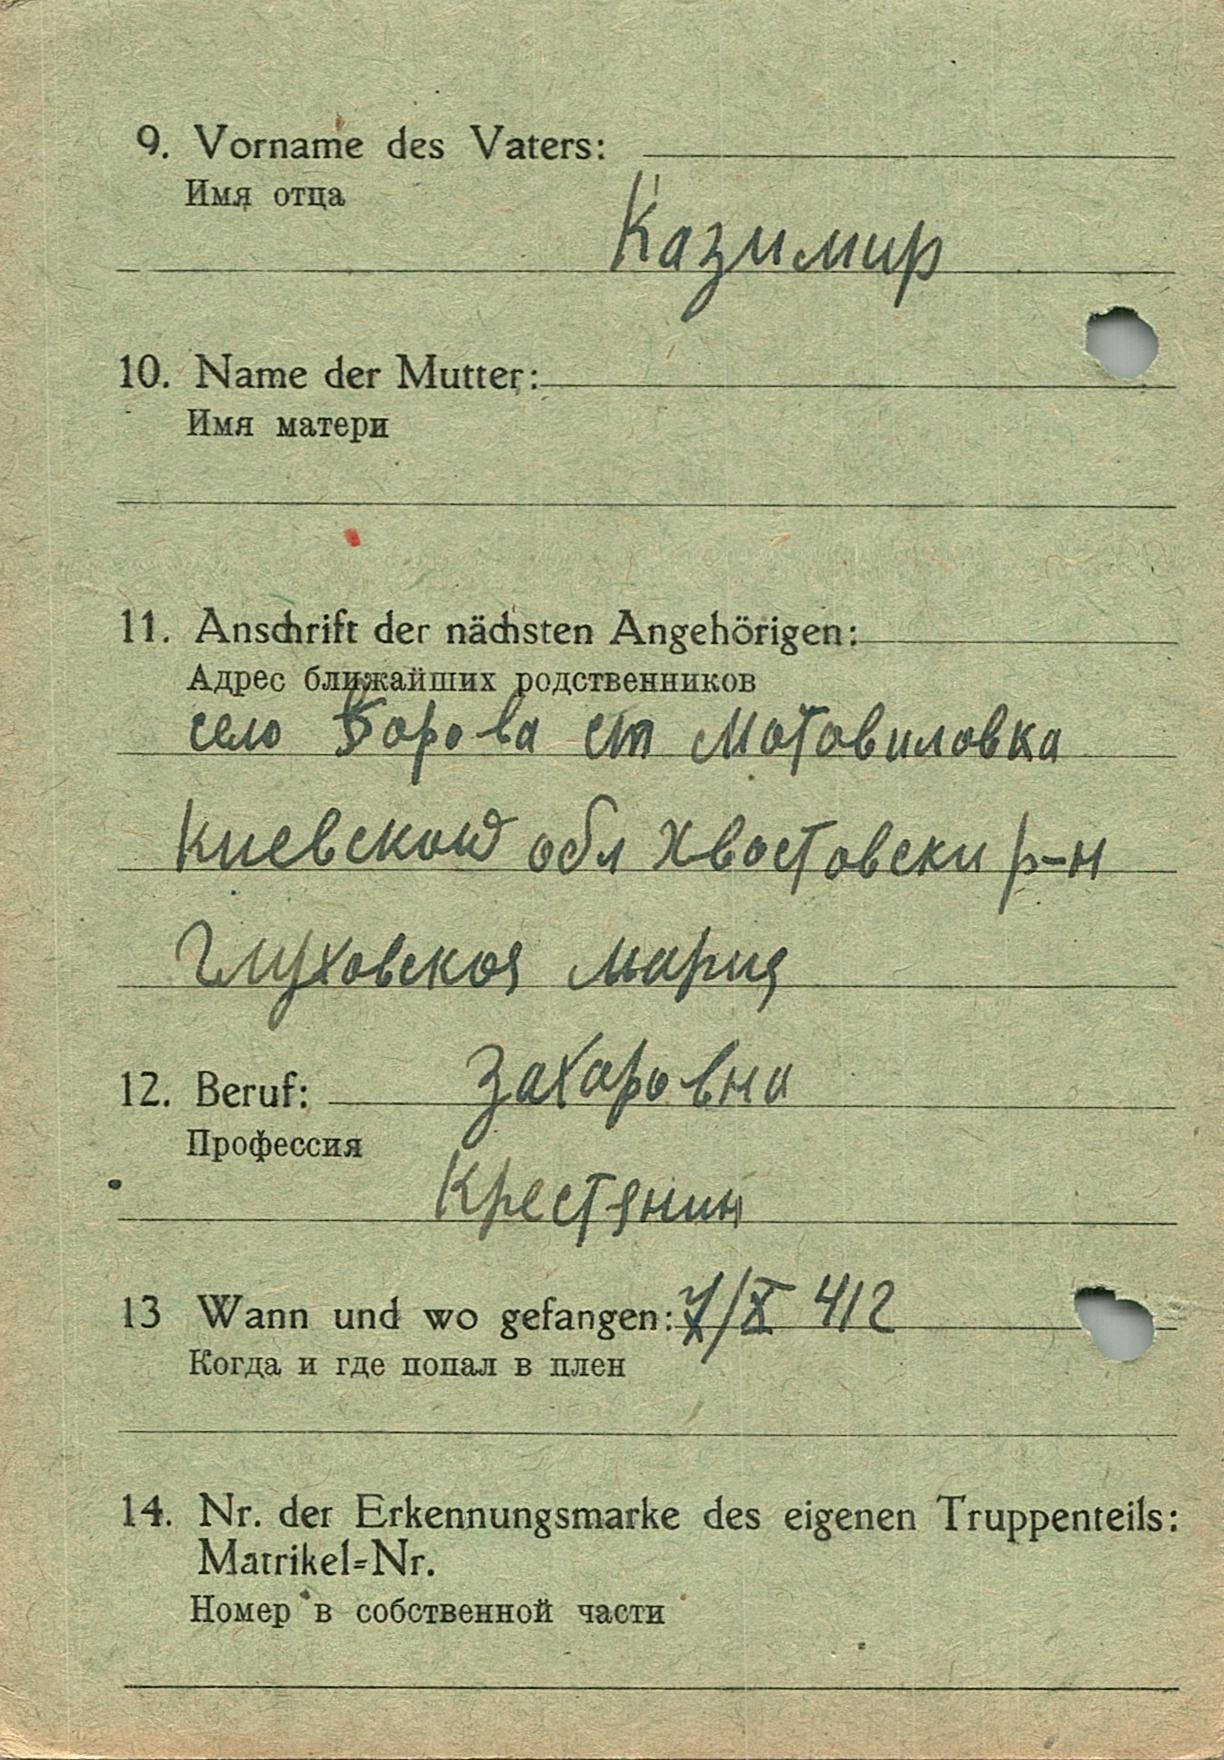 9. Vorname des Vaters:
Имя отца
Казимир
10. Name der Mutter:
Имя матери
11. Anschrift der nächsten Angehörigen:
Адрес ближайших родственников
село Борова ст Мотовиловка
Киевской обл Хвостовски р-н
Глуховская Мария
Захаровна
12. Beruf:
Профессия
Крестянин
13 Wann und wo gefangen: 7/X 41г
Когда и где попал в плен
14. Nr. der Erkennungsmarke des eigenen Truppenteils:
Matrikel=Nr.
Номер в собственной части